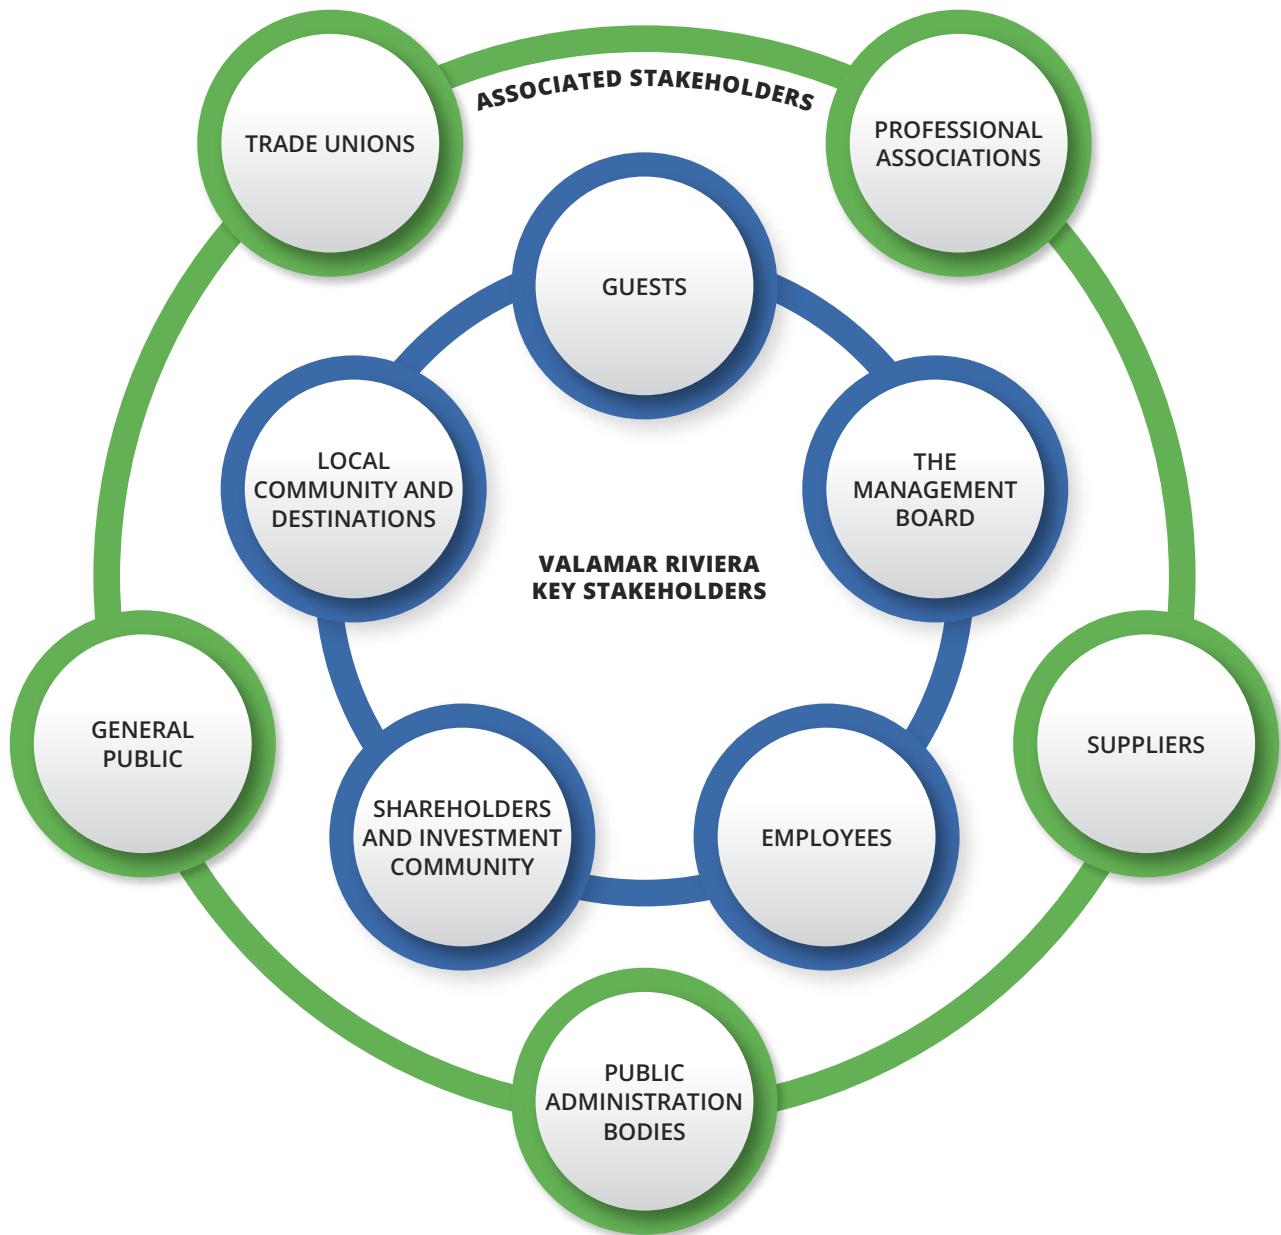 ASSOCIATED STAKEHOLDERS
TRADE UNIONS
PROFESSIONAL
ASSOCIATIONS
GUESTS
LOCAL
COMMUNITY AND
DESTINATIONS
THE
MANAGEMENT
BOARD
VALAMAR RIVIERA
KEY STAKEHOLDERS
GENERAL
PUBLIC
SUPPLIERS
SHAREHOLDERS
AND INVESTMENT
COMMUNITY
EMPLOYEES
PUBLIC
ADMINISTRATION
BODIES